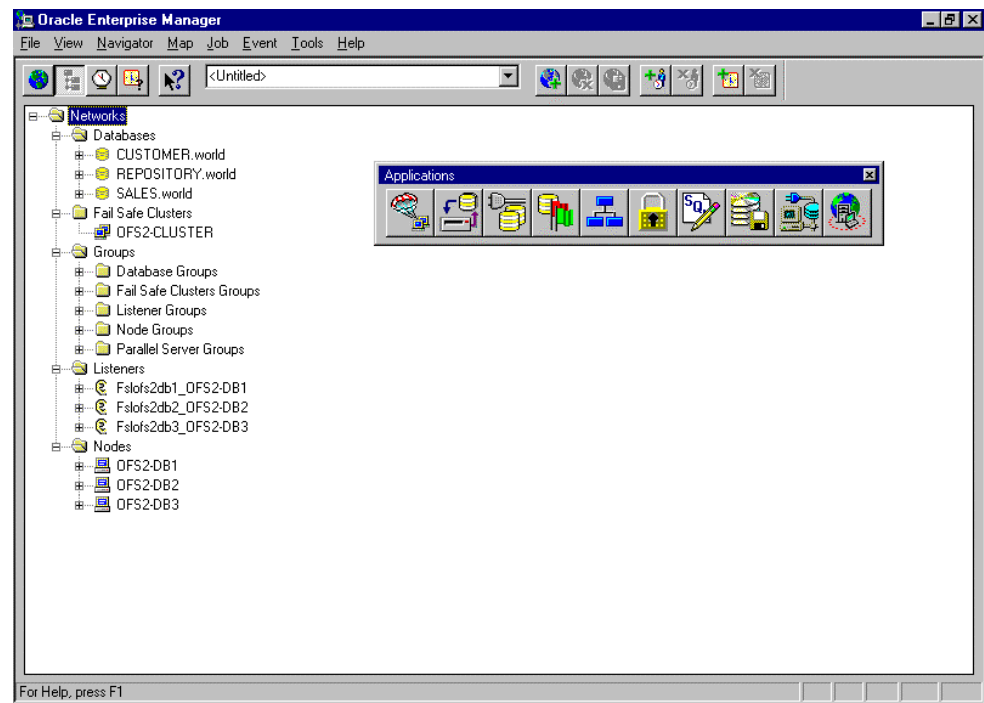 Oracle Enterprise Manager
File View Navigator Map Job Event Tools Help
<Untitled>
Networks
Databases
CUSTOMER.world
REPOSITORY.world
SALES.world
Fail Safe Clusters
OFS2-CLUSTER
Groups
Database Groups
Fail Safe Clusters Groups
Listener Groups
Node Groups
Parallel Server Groups
Listeners
Fslofs2db1_OFS2-DB1
Fslofs2db2_OFS2-DB2
Fslofs2db3_OFS2-DB3
Nodes
OFS2-DB1
OFS2-DB2
OFS2-DB3
Applications
SQ
For Help, press F1